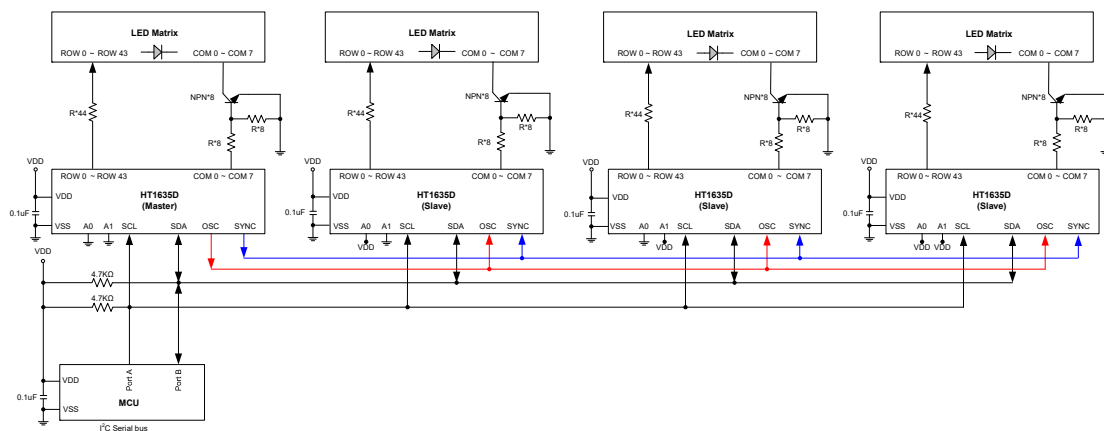 LED Matrix
ROW 0 ~ ROW 43 COM 0 ~ COM 7
LED Matrix
ROW 0 ~ ROW 43 COM 0 ~ COM 7
LED Matrix
ROW 0 ~ ROW 43 COM 0 ~ COM 7
LED Matrix
ROW 0 ~ ROW 43 COM 0 ~ COM 7
NPN*8
NPN*8
NPN*8
NPN*8
R*44
R*8
R*8
R*44
R*8
R*8
R*44
R*8
R*8
R*44
R*8
R*8
VDD
ROW 0 ~ ROW 43 COM 0 ~ COM 7
VDD
HT1635D
(Master)
0.1uF
VSS A0 A1 SCL SDA OSC SYNC
VDD
ROW 0 ~ ROW 43 COM 0 ~ COM 7
VDD
HT1635D
(Slave)
0.1uF
VSS A0 A1 SCL SDA OSC SYNC
VDD
VDD
ROW 0 ~ ROW 43 COM 0 ~ COM 7
VDD
HT1635D
(Slave)
0.1uF
VSS A0 A1 SCL SDA OSC SYNC
VDD
VDD
ROW 0 ~ ROW 43 COM 0 ~ COM 7
VDD
HT1635D
(Slave)
0.1uF
VSS A0 A1 SCL SDA OSC SYNC
VDD VDD
VDD
4.7KΩ
4.7KΩ
VDD
Port A
Port B
0.1uF
MCU
VSS
I²C Serial bus